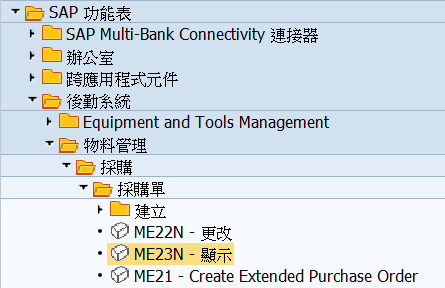 SAP 功能表
SAP Multi-Bank Connectivity 連接器
辦公室
跨應用程式元件
後勤系統
Equipment and Tools Management
物料管理
採購
採購單
建立
ME22N - 更改
ME23N - 顯示
ME21 - Create Extended Purchase Order